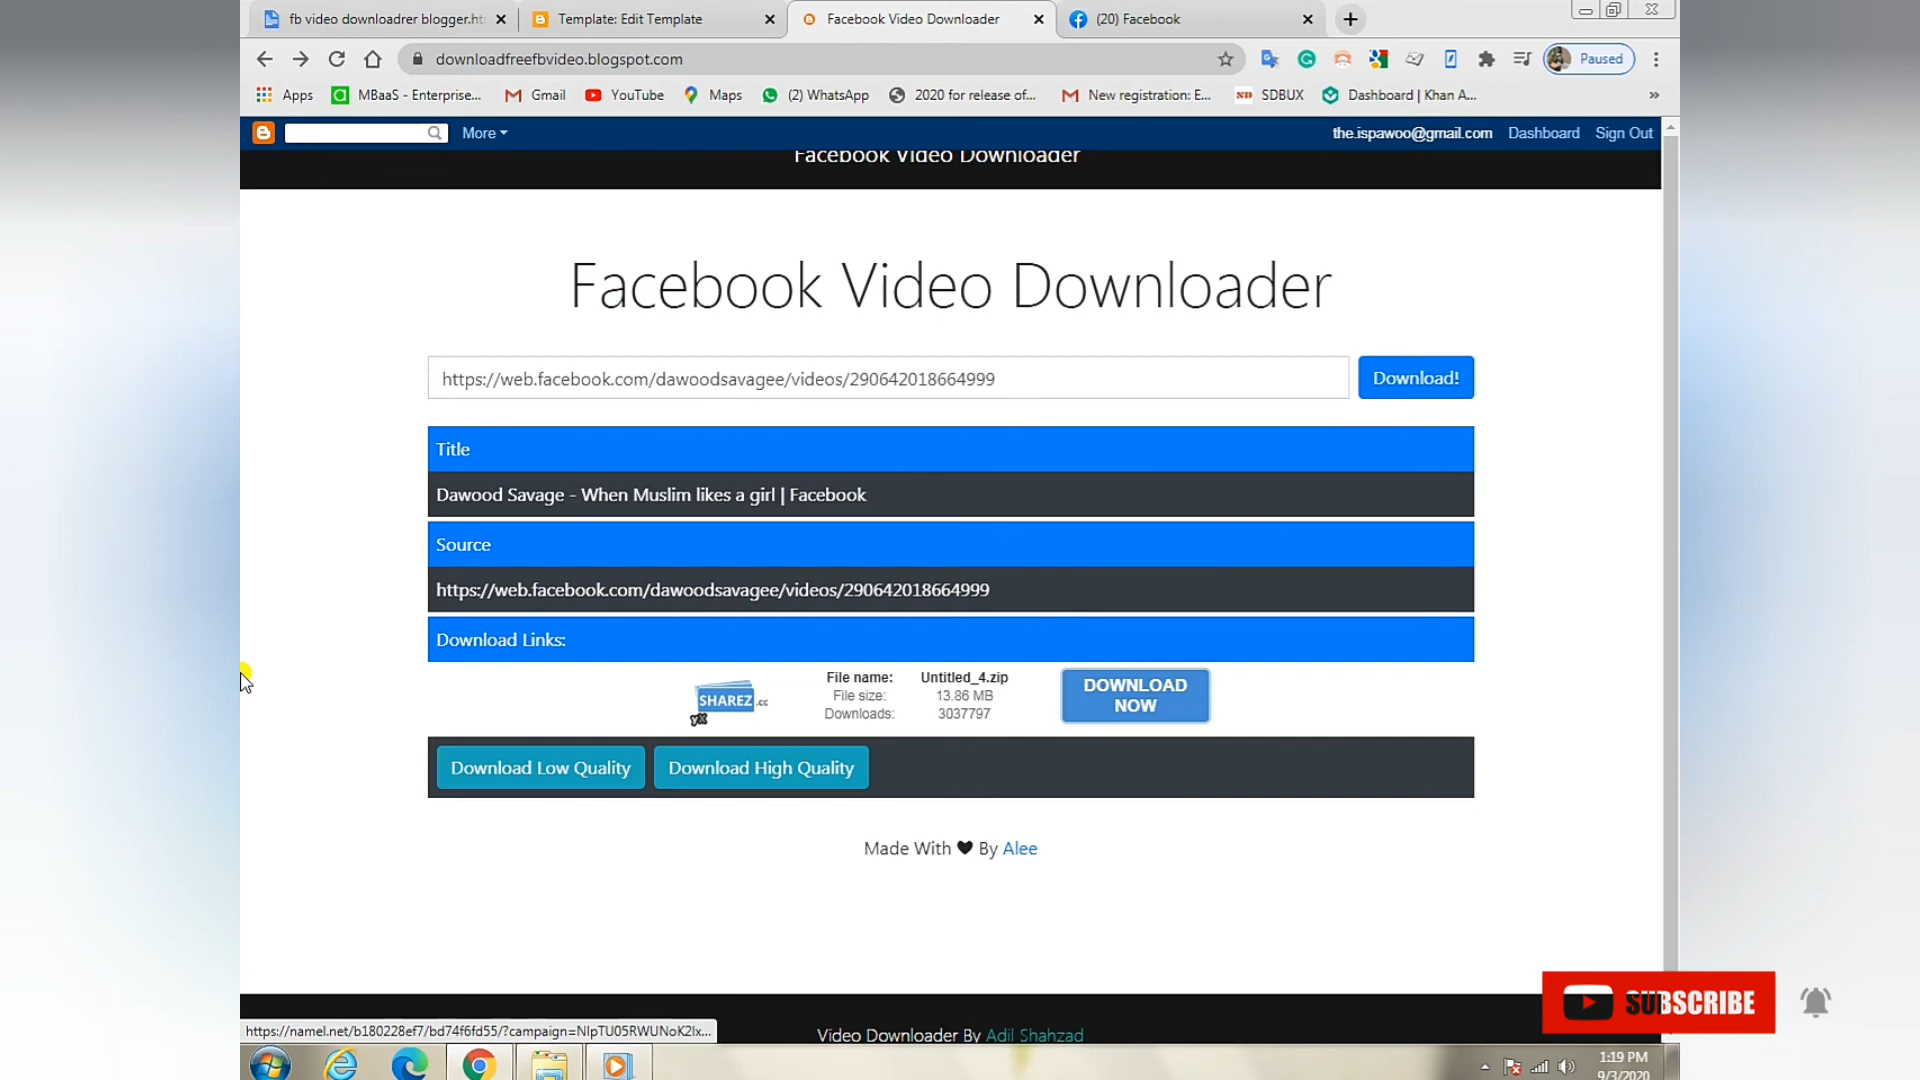 fb video downloadrer blogger.ht
Template: Edit Template
Facebook Video Downloader
(20) Facebook
downloadfreefbvideo.blogspot.com
Paused
Apps
MBaaS - Enterprise...
Gmail
YouTube
Maps
(2) WhatsApp
2020 for release of...
New registration: E...
SDBUX
Dashboard | Khan A...
»
More
the.ispawoo@gmail.com
Dashboard
Sign Out
Facebook Video Downloader
Facebook Video Downloader
https://web.facebook.com/dawoodsavagee/videos/290642018664999
Download!
Title
Dawood Savage - When Muslim likes a girl | Facebook
Source
https://web.facebook.com/dawoodsavagee/videos/290642018664999
Download Links:
SHAREZ.cc
yX
File name: Untitled_4.zip
File size: 13.86 MB
Downloads: 3037797
DOWNLOAD
NOW
Download Low Quality
Download High Quality
Made With ♥ By Alee
SUBSCRIBE
https://namel.net/b180228ef7/bd74f6fd55/?campaign=NlpTU05RWUNoK2lx...
Video Downloader By Adil Shahzad
1:19 PM
9/3/2020